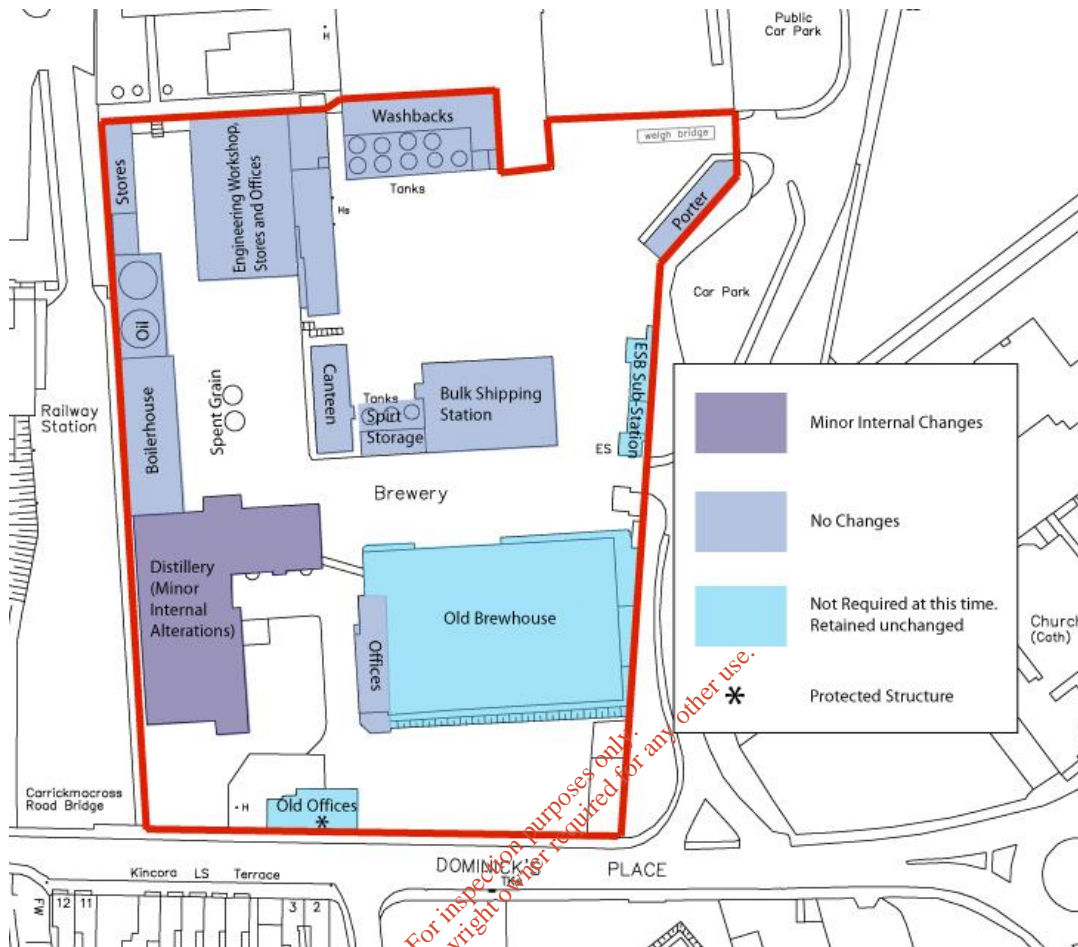 Public
Car Park
H
Washbacks
weigh bridge
Stores
Engineering Workshop,
Stores and Offices
Tanks
Hs
Porter
Car Park
Oil
ESB Sub-Station
Canteen
Tanks
Spirt
Storage
Bulk Shipping
Station
Railway
Station
Boilerhouse
Spent Grain
ES
Brewery
Minor Internal Changes
No Changes
Not Required at this time.
Retained unchanged
* Protected Structure
Church
(Cath)
Distillery
(Minor
Internal
Alterations)
Old Brewhouse
Offices
Carrickmacross
Road Bridge
H
Old Offices
*
DOMINICK'S PLACE
Kincora LS Terrace
FW
12 11
3 2
For inspection purposes only.
yright owner required for any other use.